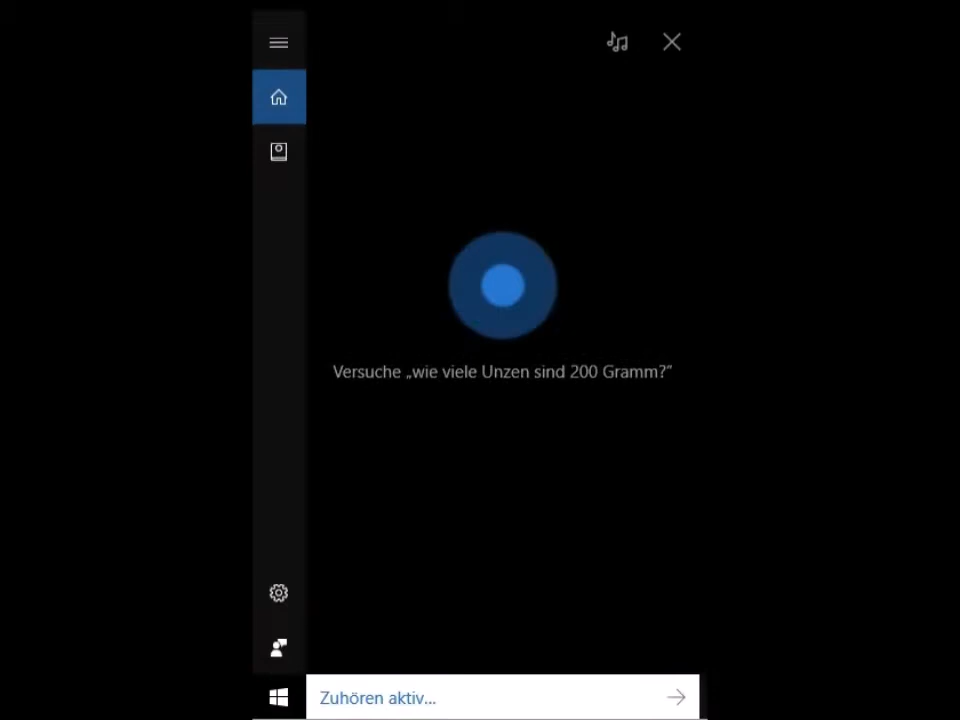 Versuche „wie viele Unzen sind 200 Gramm?“
Zuhören aktiv...